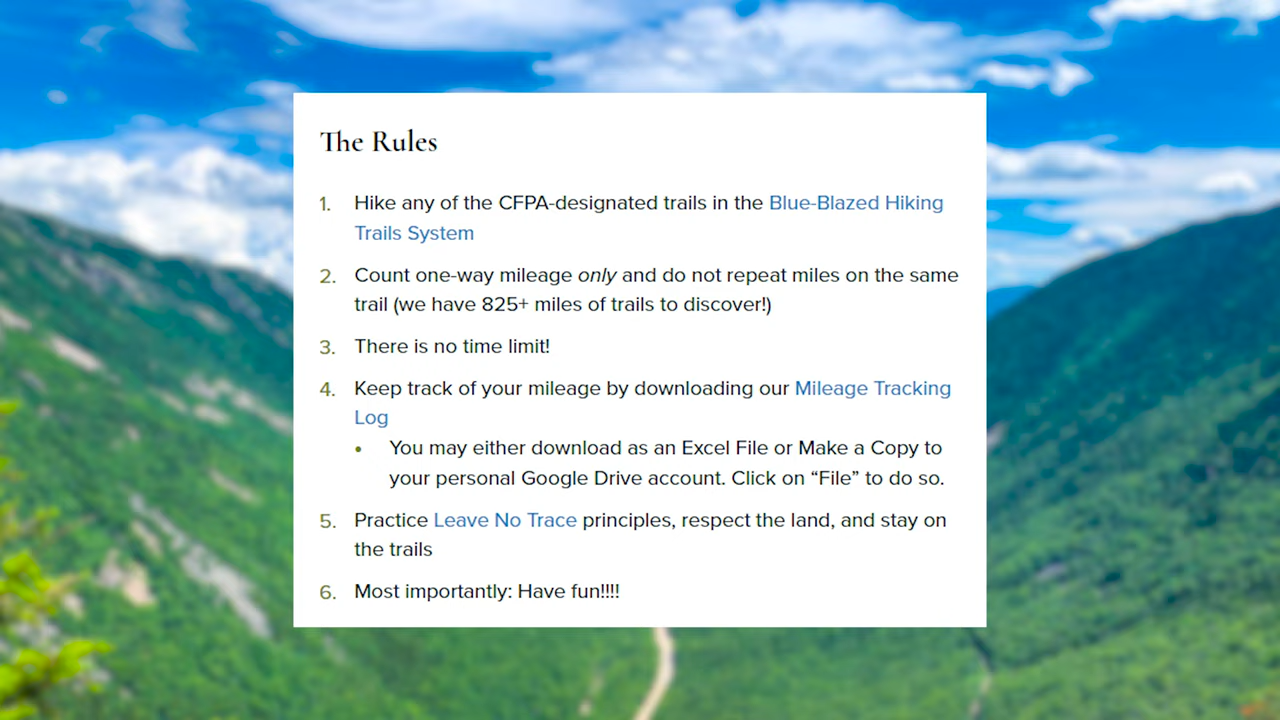 The Rules
1. Hike any of the CFPA-designated trails in the Blue-Blazed Hiking
Trails System
2. Count one-way mileage only and do not repeat miles on the same
trail (we have 825+ miles of trails to discover!)
3. There is no time limit!
4. Keep track of your mileage by downloading our Mileage Tracking
Log
• You may either download as an Excel File or Make a Copy to
your personal Google Drive account. Click on “File” to do so.
5. Practice Leave No Trace principles, respect the land, and stay on
the trails
6. Most importantly: Have fun!!!!